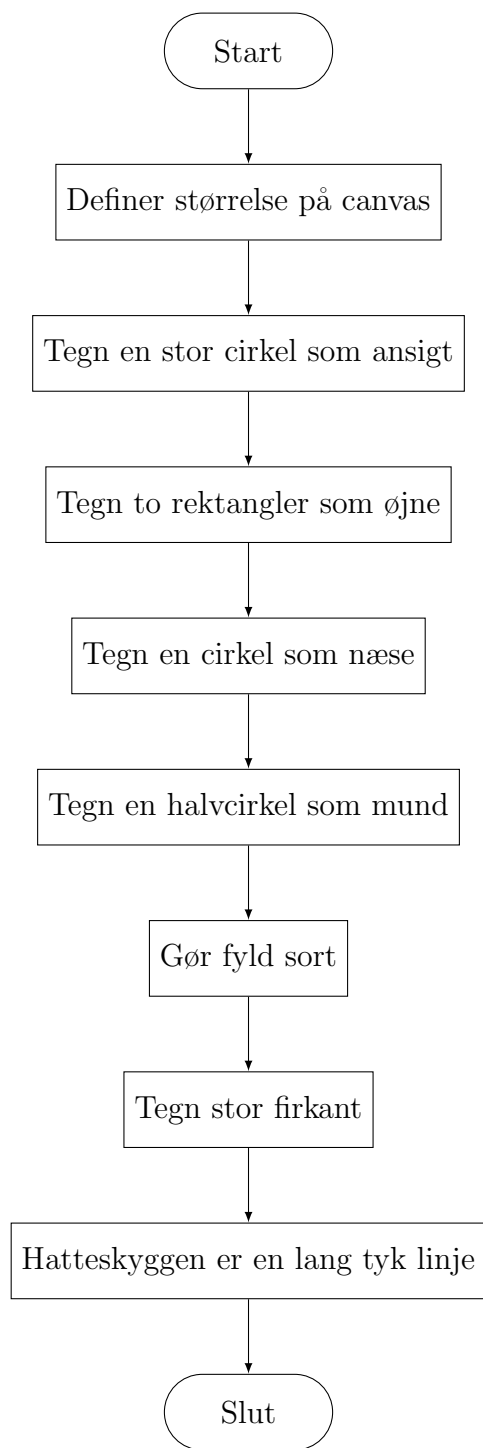 Start
Definer størrelse på canvas
Tegn en stor cirkel som ansigt
Tegn to rektangler som øjne
Tegn en cirkel som næse
Tegn en halvcirkel som mund
Gør fyld sort
Tegn stor firkant
Hatteskyggen er en lang tyk linje
Slut